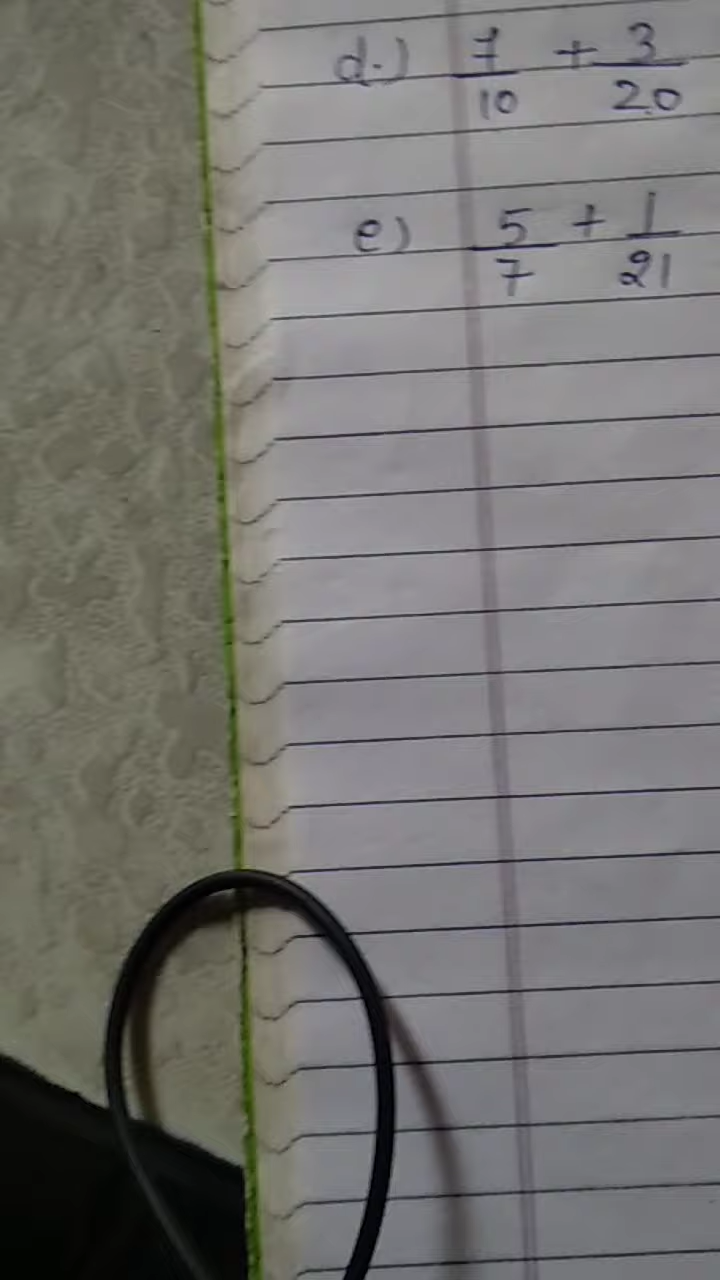 d.) 7/10 + 3/20
e) 5/7 + 1/21